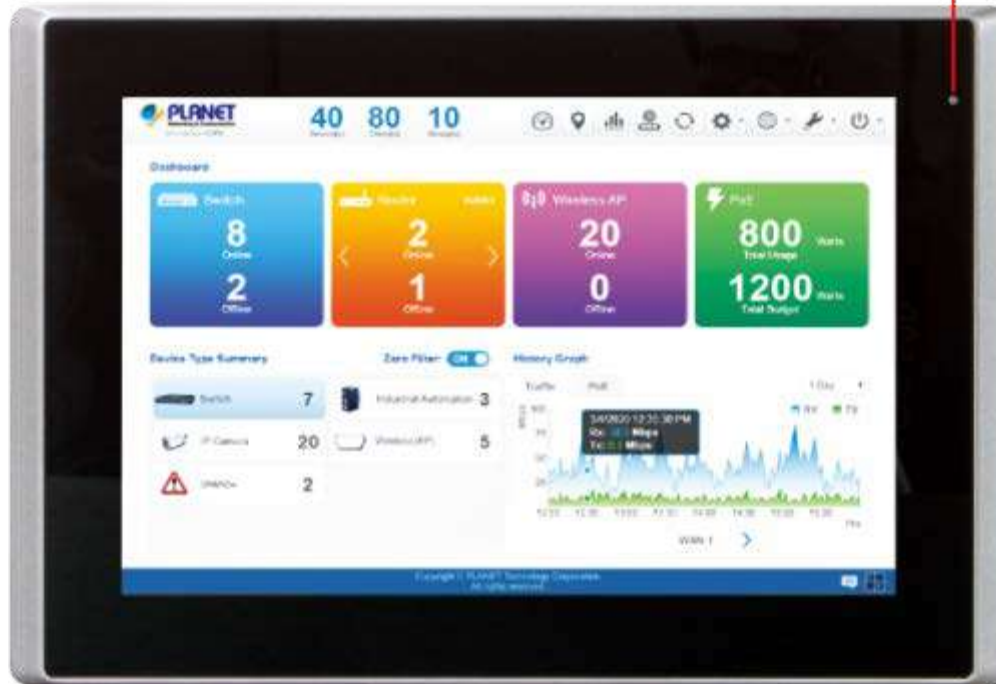 PLANET
40 80 10
Dashboard
Switch
8
Online
2
Offline
Router
2
Online
1
Offline
Wireless AP
20
Online
0
Offline
PoE
800 Watts
Total Usage
1200 Watts
Total Budget
Device Type Summary
Zero Filter: ON
Switch 7
Industrial Automation 3
IP Camera 20
Wireless(AP) 5
2
History Graph
Traffic PoE
1 Day
Mbps
Rx Tx
Rx: Mbps
Tx: Mbps
WAN 1
Copyright © PLANET Technology Corporation.
All rights reserved.